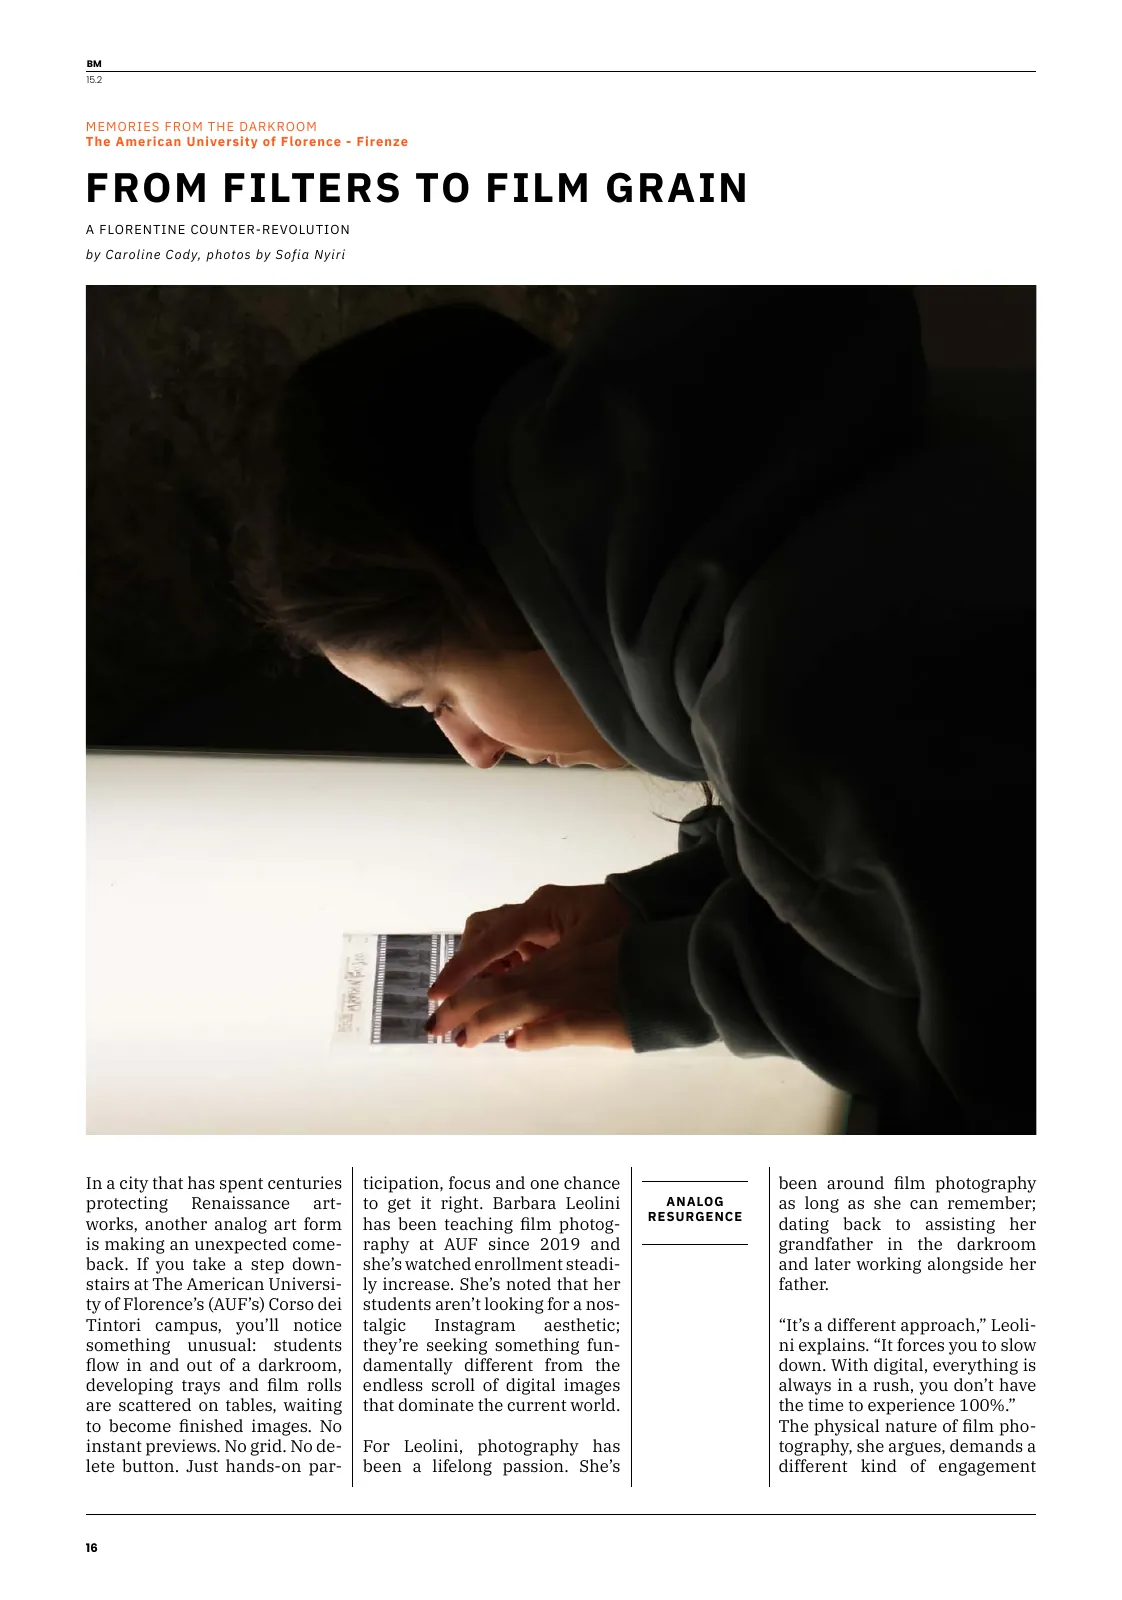 BM
15.2
MEMORIES FROM THE DARKROOM
The American University of Florence - Firenze
FROM FILTERS TO FILM GRAIN
A FLORENTINE COUNTER-REVOLUTION
by Caroline Cody, photos by Sofia Nyiri
In a city that has spent centuries
protecting Renaissance art-
works, another analog art form
is making an unexpected come-
back. If you take a step down-
stairs at The American Universi-
ty of Florence’s (AUF’s) Corso dei
Tintori campus, you’ll notice
something unusual: students
flow in and out of a darkroom,
developing trays and film rolls
are scattered on tables, waiting
to become finished images. No
instant previews. No grid. No de-
lete button. Just hands-on par-
ticipation, focus and one chance
to get it right. Barbara Leolini
has been teaching film photog-
raphy at AUF since 2019 and
she’s watched enrollment steadi-
ly increase. She’s noted that her
students aren’t looking for a nos-
talgic Instagram aesthetic;
they’re seeking something fun-
damentally different from the
endless scroll of digital images
that dominate the current world.
For Leolini, photography has
been a lifelong passion. She’s
ANALOG
RESURGENCE
been around film photography
as long as she can remember;
dating back to assisting her
grandfather in the darkroom
and later working alongside her
father.
“It’s a different approach,” Leoli-
ni explains. “It forces you to slow
down. With digital, everything is
always in a rush, you don’t have
the time to experience 100%.”
The physical nature of film pho-
tography, she argues, demands a
different kind of engagement
16